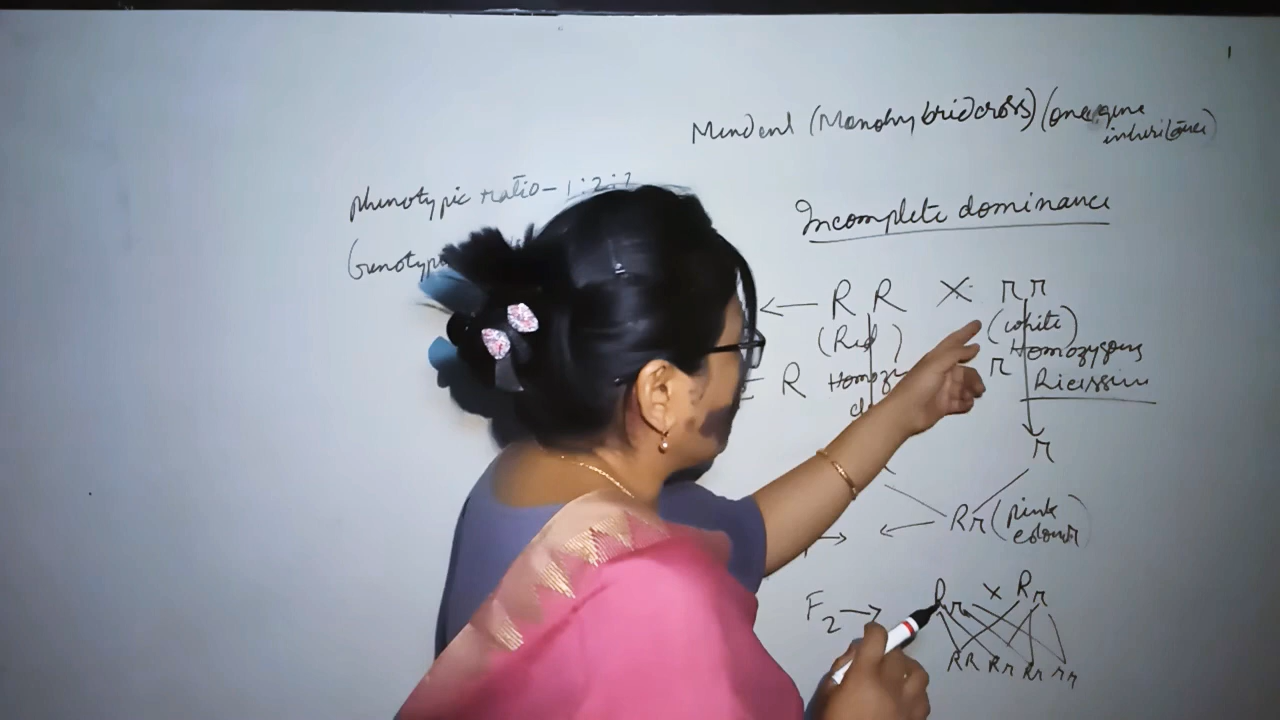 Mendel (Monohybrid cross) (one gene
inheritance)
phenotypic ratio - 1:2:1
Incomplete dominance
← R R × r r
(Red) (white)
Homozygous
R r
Recessive
r
Rr (pink
colour)
F2 → Rr × Rr
RR Rr Rr rr